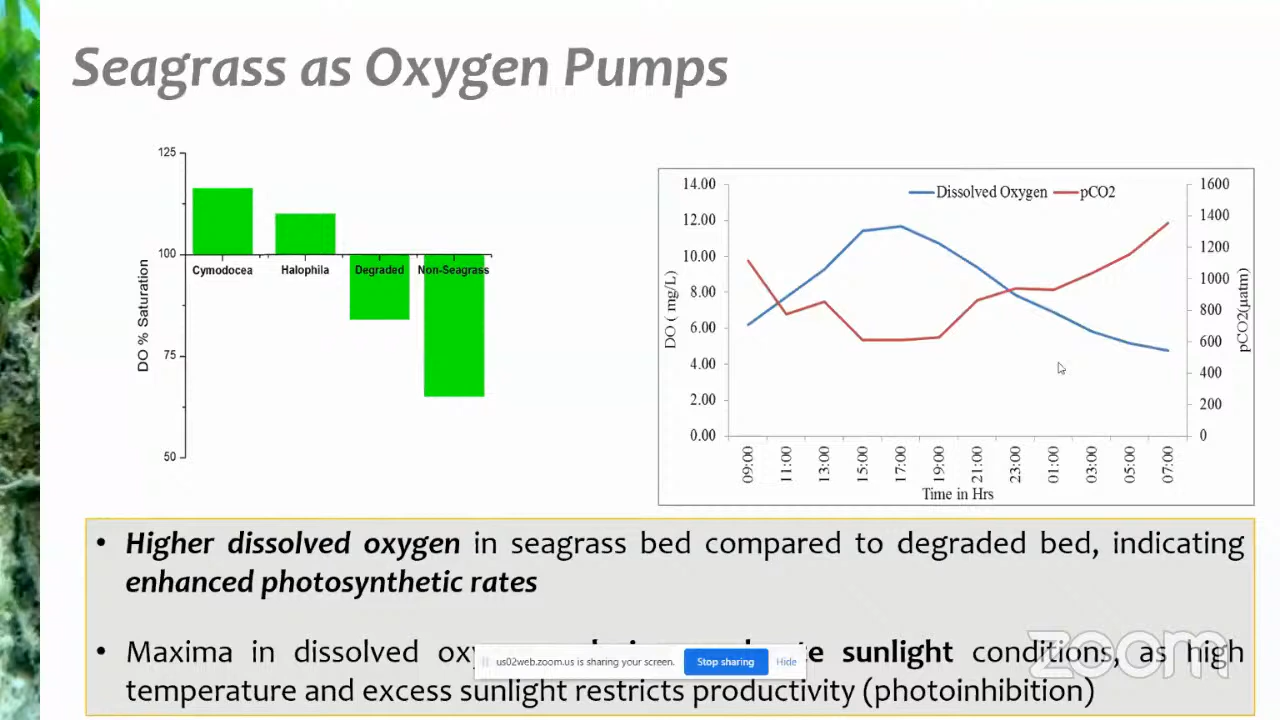 Seagrass as Oxygen Pumps
125
100
75
50
DO % Saturation
Cymodocea Halophila Degraded Non-Seagrass
Dissolved Oxygen pCO2
14.00
12.00
10.00
8.00
6.00
4.00
2.00
0.00
DO ( mg/L)
1600
1400
1200
1000
800
600
400
200
0
pCO2(µatm)
09:00 11:00 13:00 15:00 17:00 19:00 21:00 23:00 01:00 03:00 05:00 07:00
Time in Hrs
• Higher dissolved oxygen in seagrass bed compared to degraded bed, indicating
enhanced photosynthetic rates
• Maxima in dissolved sunlight conditions, as high
temperature and excess sunlight restricts productivity (photoinhibition)
us02web.zoom.us is sharing your screen. Stop sharing Hide
zoom